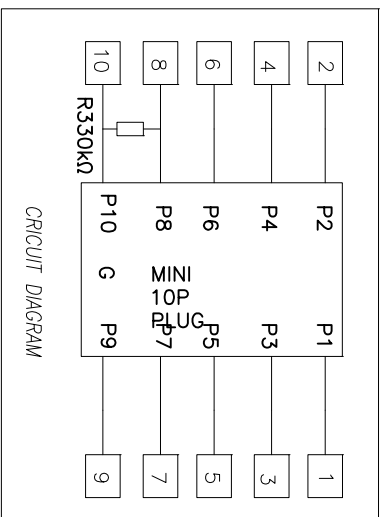 10 8 6 4 2
R330kΩ
P10 P8 P6 P4 P2
G MINI
10P
PLUG
P9 P7 P5 P3 P1
9 7 5 3 1
CRICUIT DIAGRAM